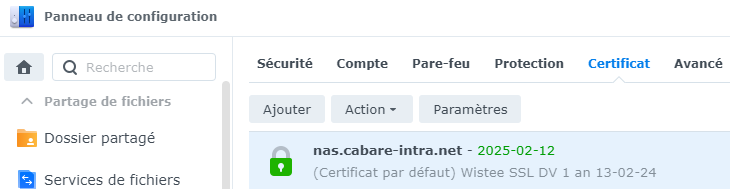 Panneau de configuration
Recherche
Partage de fichiers
Dossier partagé
Services de fichiers
Sécurité Compte Pare-feu Protection Certificat Avancé
Ajouter Action Paramètres
nas.cabare-intra.net - 2025-02-12
(Certificat par défaut) Wistee SSL DV 1 an 13-02-24